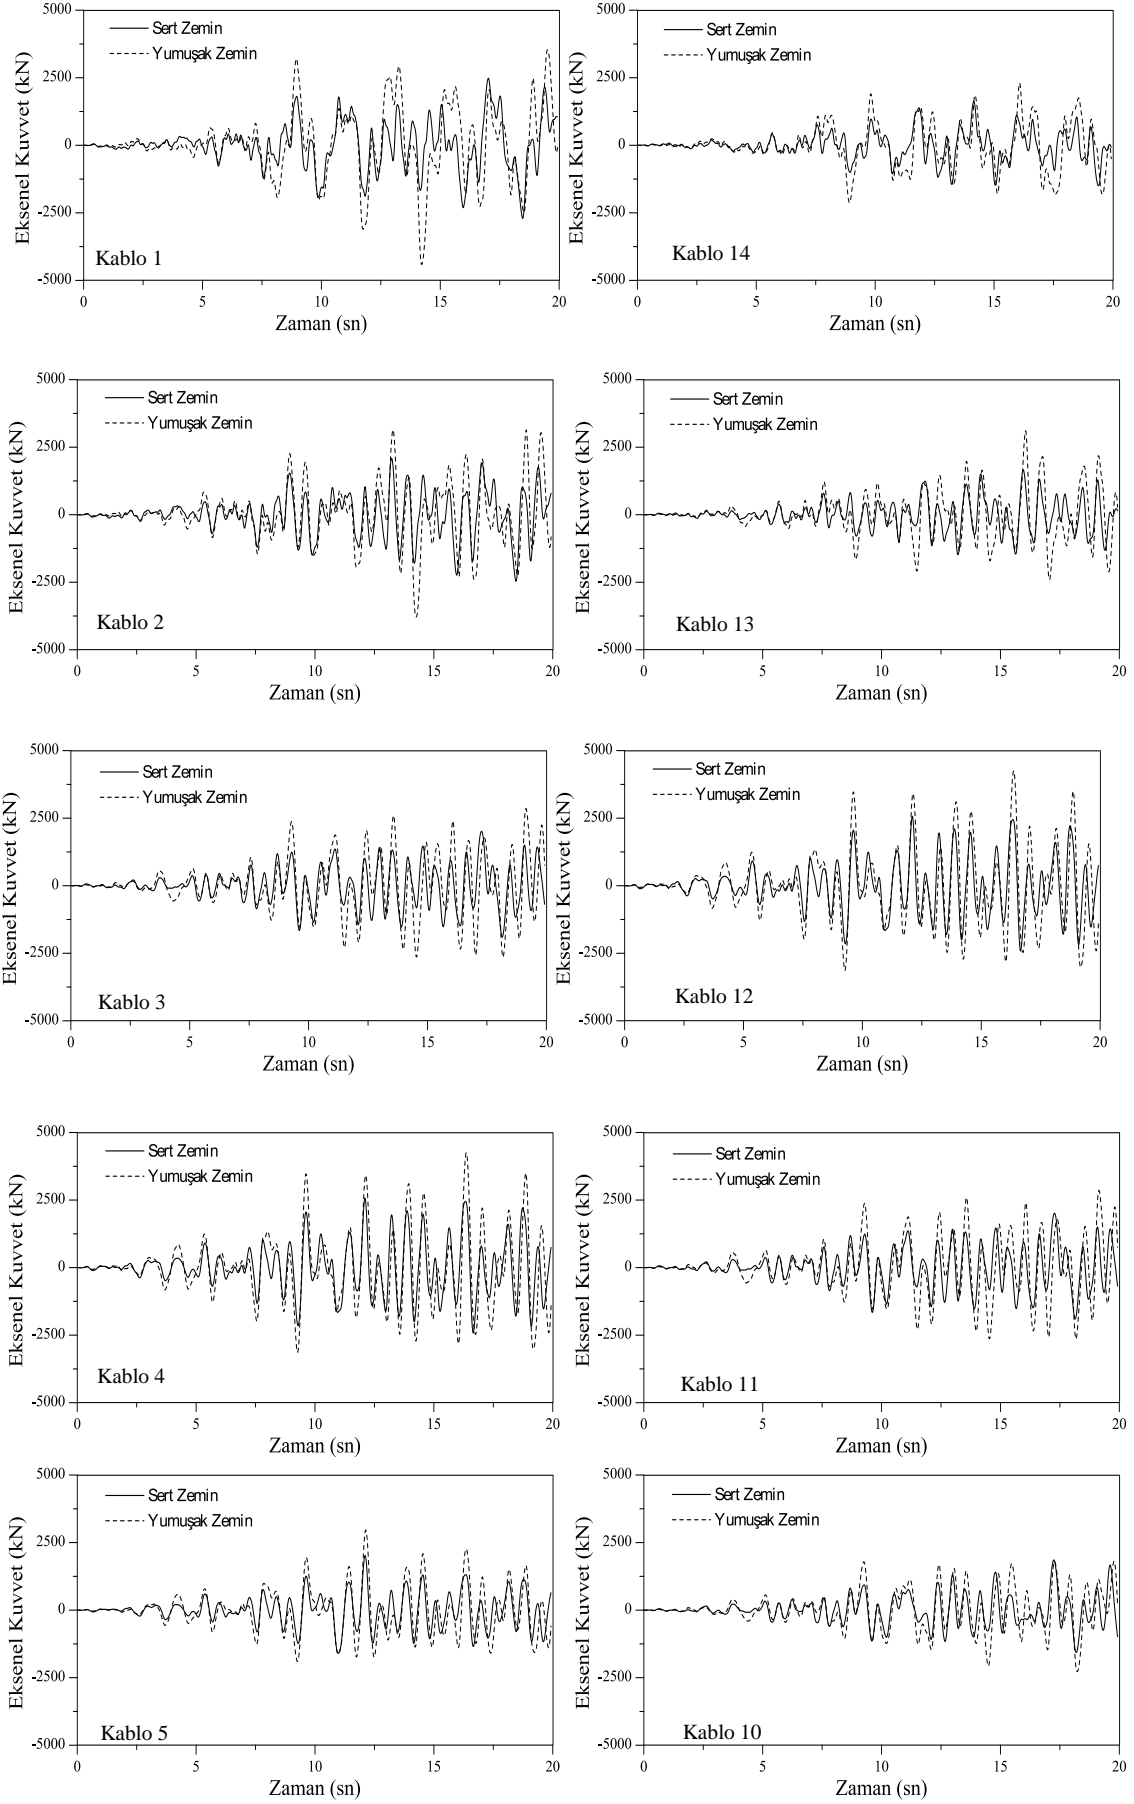 5000
2500
0
-2500
-5000
Eksenel Kuvvet (kN)
Sert Zemin
Yumuşak Zemin
Kablo 1
0 5 10 15 20
Zaman (sn)
5000
2500
0
-2500
-5000
Eksenel Kuvvet (kN)
Sert Zemin
Yumuşak Zemin
Kablo 14
0 5 10 15 20
Zaman (sn)
5000
2500
0
-2500
-5000
Eksenel Kuvvet (kN)
Sert Zemin
Yumuşak Zemin
Kablo 2
0 5 10 15 20
Zaman (sn)
5000
2500
0
-2500
-5000
Eksenel Kuvvet (kN)
Sert Zemin
Yumuşak Zemin
Kablo 13
0 5 10 15 20
Zaman (sn)
5000
2500
0
-2500
-5000
Eksenel Kuvvet (kN)
Sert Zemin
Yumuşak Zemin
Kablo 3
0 5 10 15 20
Zaman (sn)
5000
2500
0
-2500
-5000
Eksenel Kuvvet (kN)
Sert Zemin
Yumuşak Zemin
Kablo 12
0 5 10 15 20
Zaman (sn)
5000
2500
0
-2500
-5000
Eksenel Kuvvet (kN)
Sert Zemin
Yumuşak Zemin
Kablo 4
0 5 10 15 20
Zaman (sn)
5000
2500
0
-2500
-5000
Eksenel Kuvvet (kN)
Sert Zemin
Yumuşak Zemin
Kablo 11
0 5 10 15 20
Zaman (sn)
5000
2500
0
-2500
-5000
Eksenel Kuvvet (kN)
Sert Zemin
Yumuşak Zemin
Kablo 5
0 5 10 15 20
Zaman (sn)
5000
2500
0
-2500
-5000
Eksenel Kuvvet (kN)
Sert Zemin
Yumuşak Zemin
Kablo 10
0 5 10 15 20
Zaman (sn)